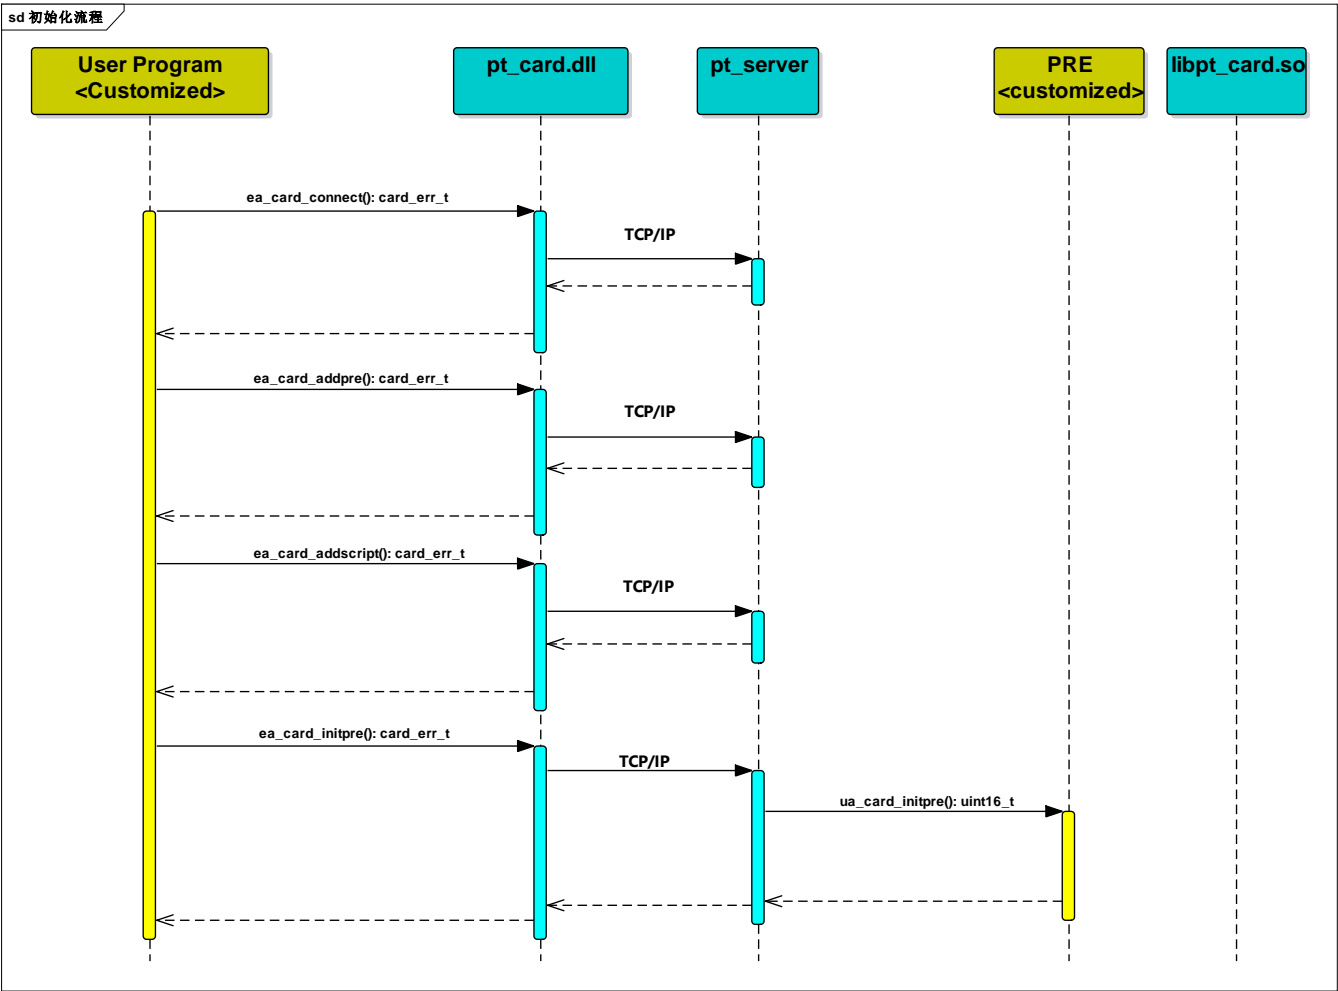 sd 初始化流程
User Program
<Customized>
pt_card.dll
pt_server
PRE
<customized>
libpt_card.so
ea_card_connect(): card_err_t
TCP/IP
ea_card_addpre(): card_err_t
TCP/IP
ea_card_addscript(): card_err_t
TCP/IP
ea_card_initpre(): card_err_t
TCP/IP
ua_card_initpre(): uint16_t